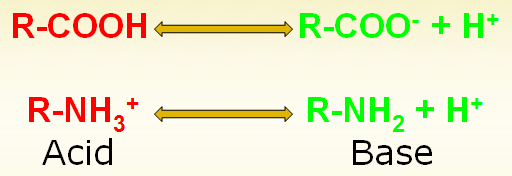 R-COOH R-COO⁻ + H⁺
R-NH₃⁺ R-NH₂ + H⁺
Acid Base